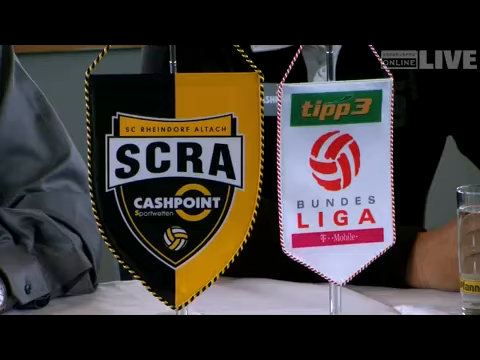 ONLINE LIVE
SC RHEINDORF ALTACH
SCRA
CASHPOINT
Sportwetten
tipp3
BUNDES
LIGA
T··Mobile·